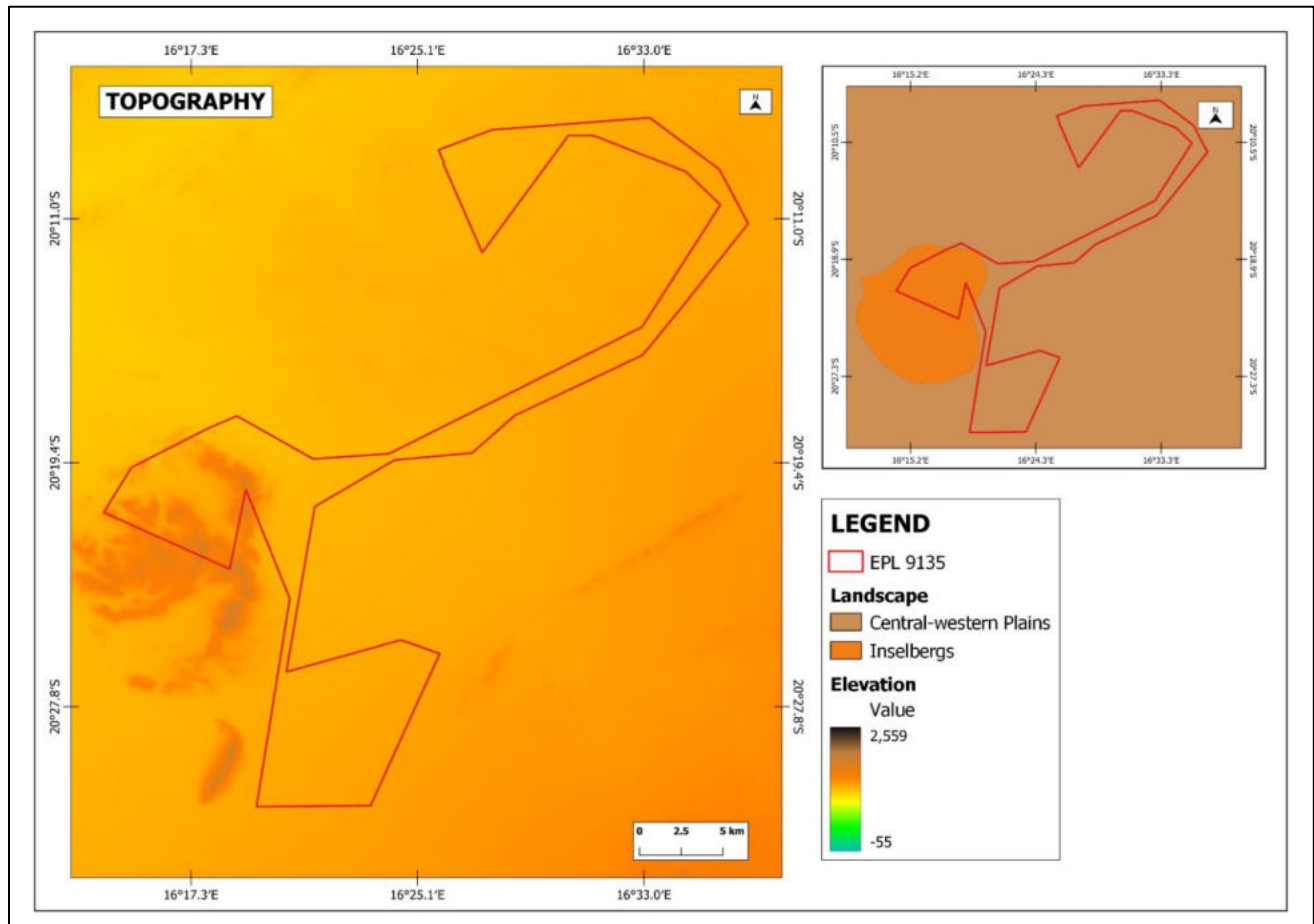 16°17.3'E 16°25.1'E 16°33.0'E
TOPOGRAPHY
N
20°11.0'S 20°11.0'S
20°19.4'S 20°19.4'S
20°27.8'S 20°27.8'S
0 2.5 5 km
16°17.3'E 16°25.1'E 16°33.0'E
16°15.2'E 16°24.3'E 16°33.3'E
N
20°10.5'S 20°10.5'S
20°18.9'S 20°18.9'S
20°27.3'S 20°27.3'S
16°15.2'E 16°24.3'E 16°33.3'E
LEGEND
EPL 9135
Landscape
Central-western Plains
Inselbergs
Elevation
Value
2,559
-55